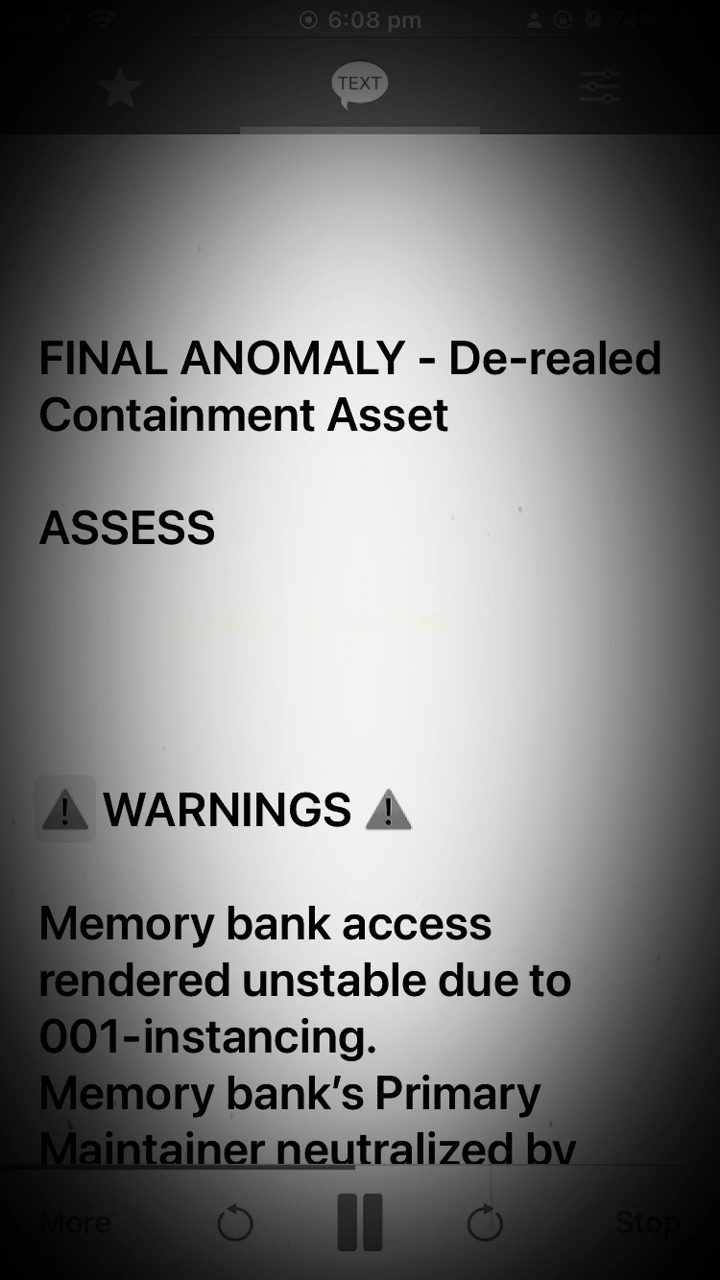 6:08 pm
74%
TEXT
FINAL ANOMALY - De-realed
Containment Asset
ASSESS
⚠ WARNINGS ⚠
Memory bank access
rendered unstable due to
001-instancing.
Memory bank’s Primary
Maintainer neutralized by
More
Stop